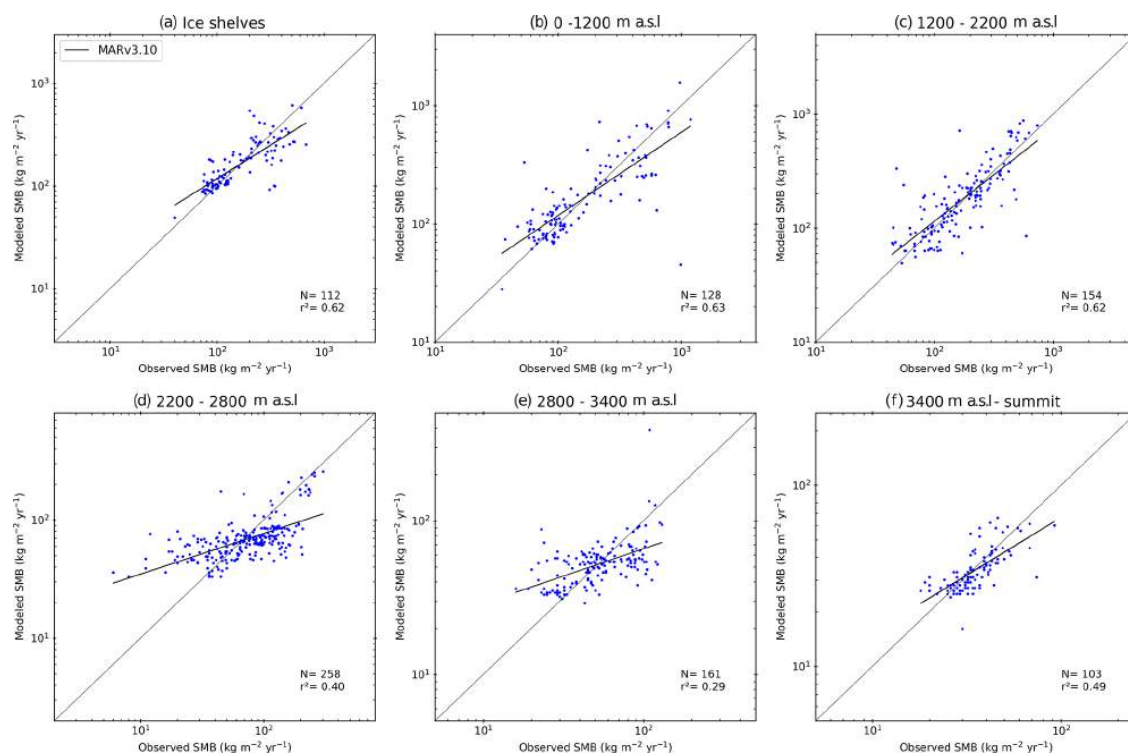 (a) Ice shelves
MARv3.10
Modeled SMB (kg m⁻² yr⁻¹)
10³
10²
10¹
N= 112
r²= 0.62
10¹ 10² 10³
Observed SMB (kg m⁻² yr⁻¹)
(b) 0 -1200 m a.s.l
Modeled SMB (kg m⁻² yr⁻¹)
10³
10²
10¹
N= 128
r²= 0.63
10¹ 10² 10³
Observed SMB (kg m⁻² yr⁻¹)
(c) 1200 - 2200 m a.s.l
Modeled SMB (kg m⁻² yr⁻¹)
10³
10²
10¹
N= 154
r²= 0.62
10¹ 10² 10³
Observed SMB (kg m⁻² yr⁻¹)
(d) 2200 - 2800 m a.s.l
Modeled SMB (kg m⁻² yr⁻¹)
10²
10¹
N= 258
r²= 0.40
10¹ 10²
Observed SMB (kg m⁻² yr⁻¹)
(e) 2800 - 3400 m a.s.l
Modeled SMB (kg m⁻² yr⁻¹)
10²
10¹
N= 161
r²= 0.29
10¹ 10²
Observed SMB (kg m⁻² yr⁻¹)
(f) 3400 m a.s.l - summit
Modeled SMB (kg m⁻² yr⁻¹)
10²
10¹
N= 103
r²= 0.49
10¹ 10²
Observed SMB (kg m⁻² yr⁻¹)